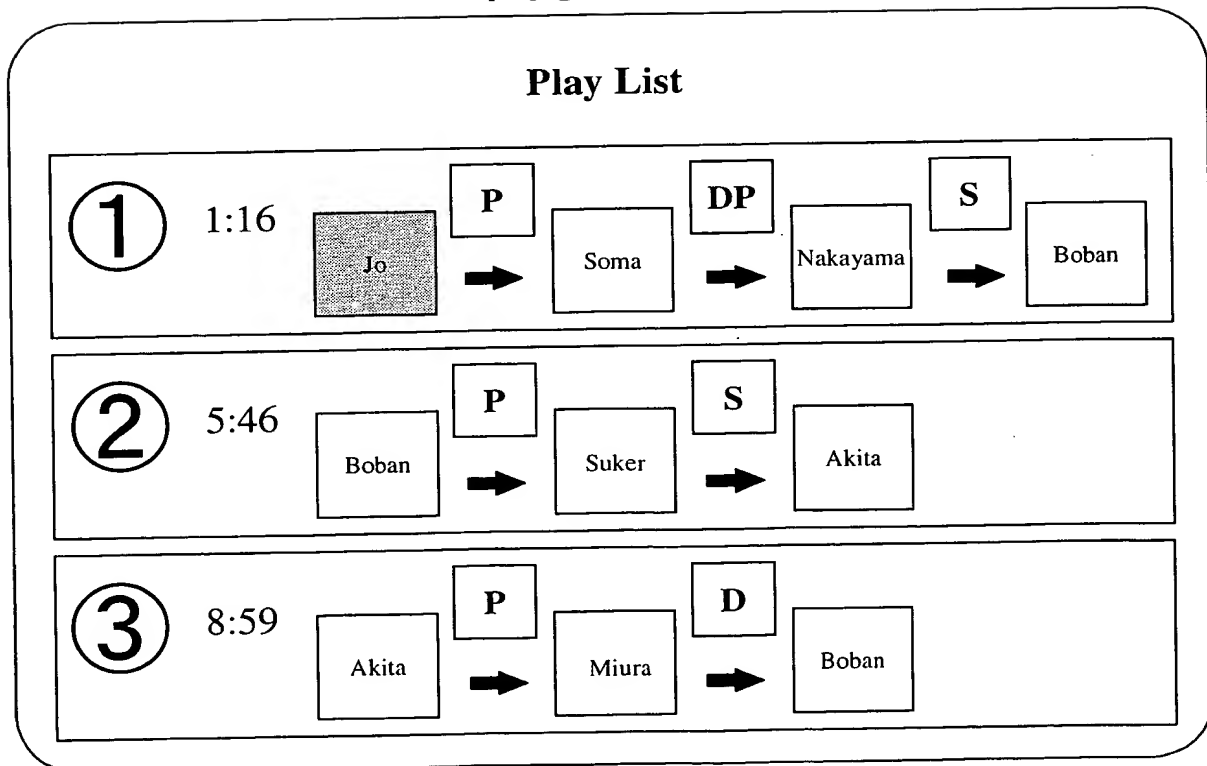 Play List
① 1:16 Jo P Soma DP Nakayama S Boban
② 5:46 Boban P Suker S Akita
③ 8:59 Akita P Miura D Boban